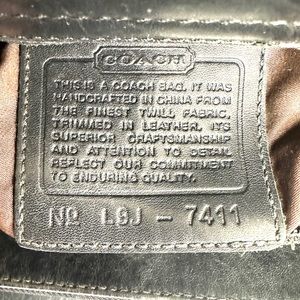 COACH
THIS IS A COACH BAG. IT WAS
HANDCRAFTED IN CHINA FROM
THE FINEST TWILL FABRIC,
TRIMMED IN LEATHER. ITS
SUPERIOR CRAFTSMANSHIP
AND ATTENTION TO DETAIL
REFLECT OUR COMMITMENT
TO ENDURING QUALITY.
Nº L9J - 7411